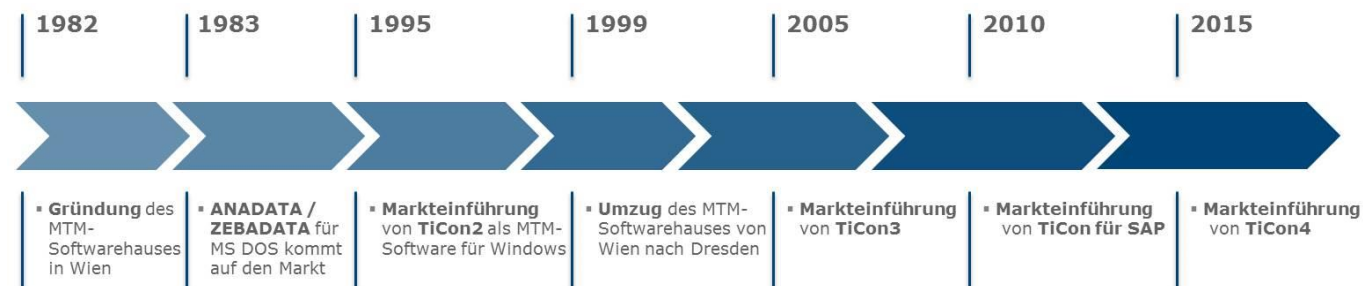 1982
1983
1995
1999
2005
2010
2015
▪ Gründung des
MTM-
Softwarehauses
in Wien
▪ ANADATA /
ZEBADATA für
MS DOS kommt
auf den Markt
▪ Markteinführung
von TiCon2 als MTM-
Software für Windows
▪ Umzug des MTM-
Softwarehauses von
Wien nach Dresden
▪ Markteinführung
von TiCon3
▪ Markteinführung
von TiCon für SAP
▪ Markteinführung
von TiCon4